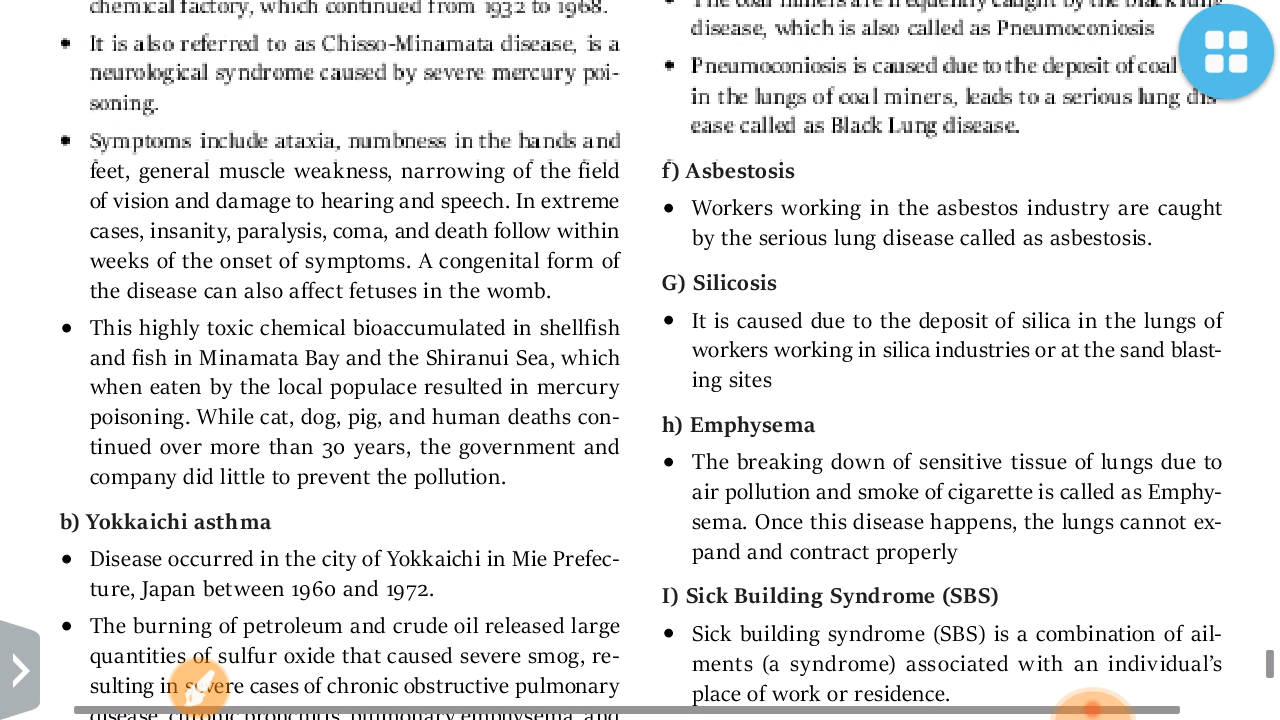 chemical factory, which continued from 1932 to 1968.
• It is also referred to as Chisso-Minamata disease, is a
neurological syndrome caused by severe mercury poi-
soning.
• Symptoms include ataxia, numbness in the hands and
feet, general muscle weakness, narrowing of the field
of vision and damage to hearing and speech. In extreme
cases, insanity, paralysis, coma, and death follow within
weeks of the onset of symptoms. A congenital form of
the disease can also affect fetuses in the womb.
• This highly toxic chemical bioaccumulated in shellfish
and fish in Minamata Bay and the Shiranui Sea, which
when eaten by the local populace resulted in mercury
poisoning. While cat, dog, pig, and human deaths con-
tinued over more than 30 years, the government and
company did little to prevent the pollution.
b) Yokkaichi asthma
• Disease occurred in the city of Yokkaichi in Mie Prefec-
ture, Japan between 1960 and 1972.
• The burning of petroleum and crude oil released large
quantities of sulfur oxide that caused severe smog, re-
sulting in severe cases of chronic obstructive pulmonary
disease, chronic bronchitis, pulmonary emphysema, and
• The coal miners are frequently caught by the black lung
disease, which is also called as Pneumoconiosis
• Pneumoconiosis is caused due to the deposit of coal
in the lungs of coal miners, leads to a serious lung dis-
ease called as Black Lung disease.
f) Asbestosis
• Workers working in the asbestos industry are caught
by the serious lung disease called as asbestosis.
G) Silicosis
• It is caused due to the deposit of silica in the lungs of
workers working in silica industries or at the sand blast-
ing sites
h) Emphysema
• The breaking down of sensitive tissue of lungs due to
air pollution and smoke of cigarette is called as Emphy-
sema. Once this disease happens, the lungs cannot ex-
pand and contract properly
I) Sick Building Syndrome (SBS)
• Sick building syndrome (SBS) is a combination of ail-
ments (a syndrome) associated with an individual's
place of work or residence.